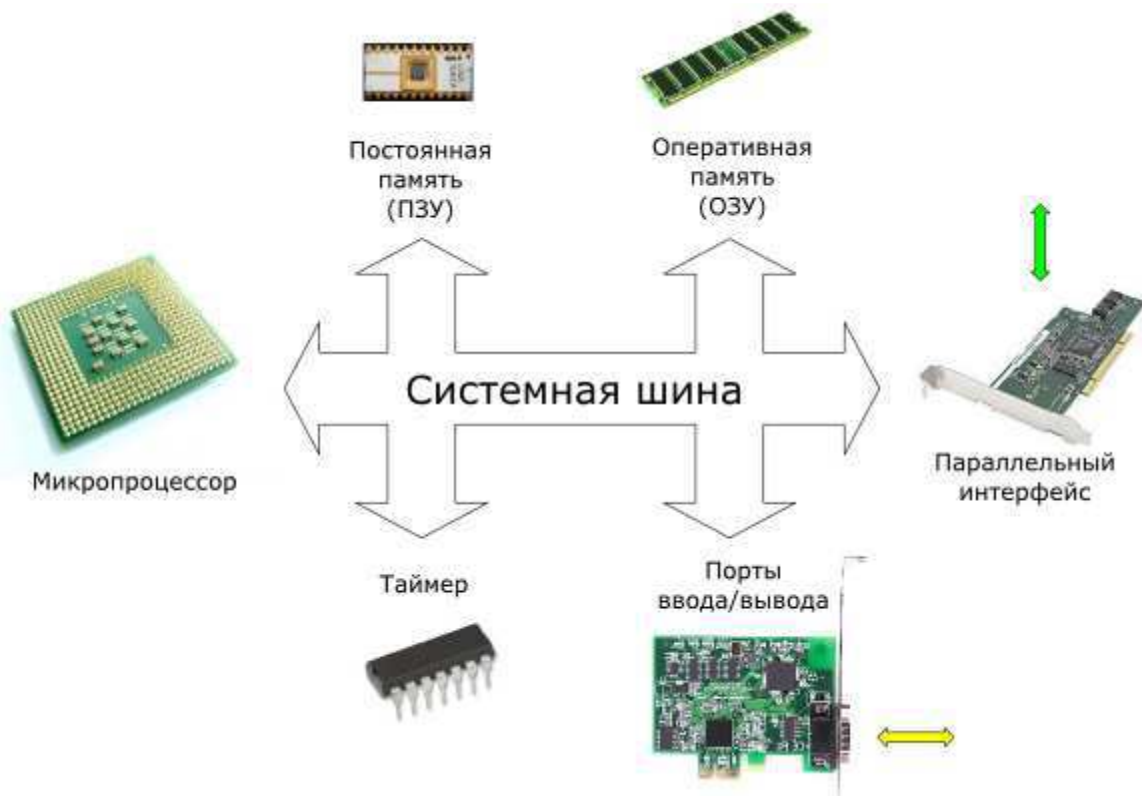 Постоянная
память
(ПЗУ)
Оперативная
память
(ОЗУ)
Системная шина
Микропроцессор
Параллельный
интерфейс
Таймер
Порты
ввода/вывода